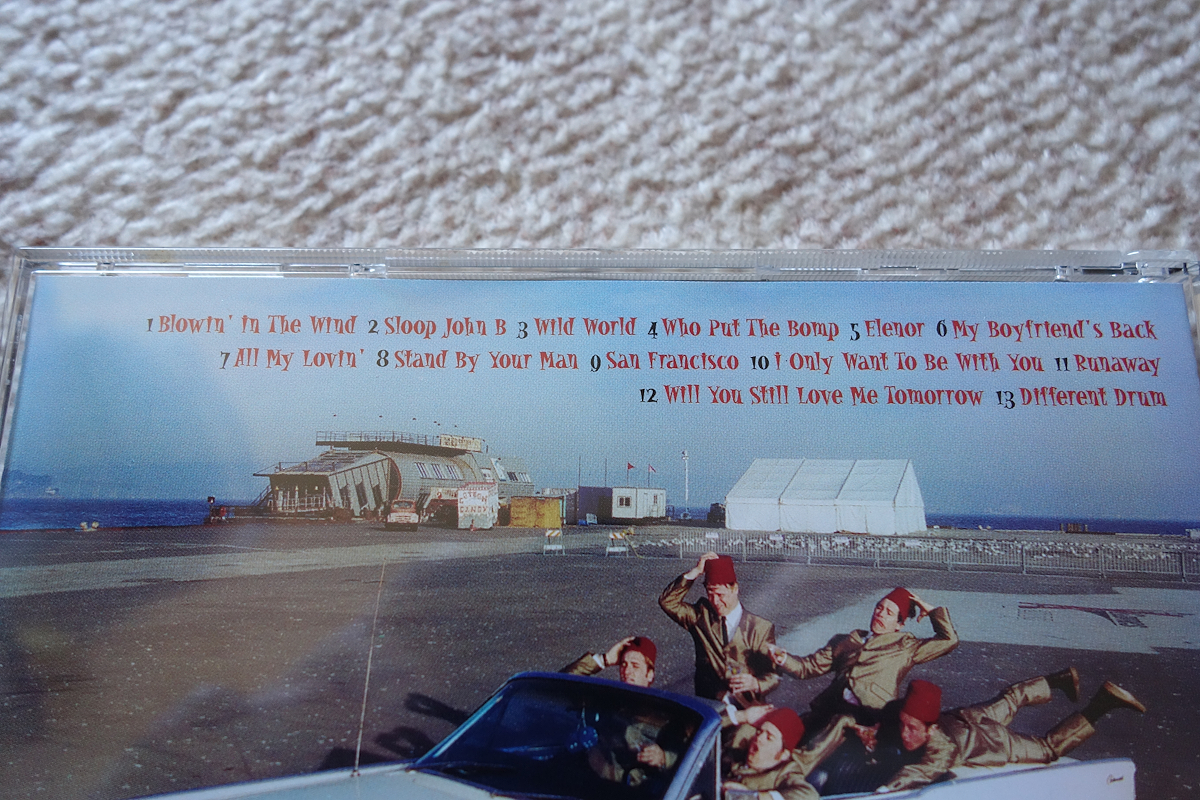 1 Blowin' in The Wind 2 Sloop John B 3 Wild World 4 Who Put The Bomp 5 Elenor 6 My Boyfriend's Back
7 All My Lovin' 8 Stand By Your Man 9 San Francisco 10 i Only Want To Be With You 11 Runaway
12 Will You Still Love Me Tomorrow 13 Different Drum
CANDY